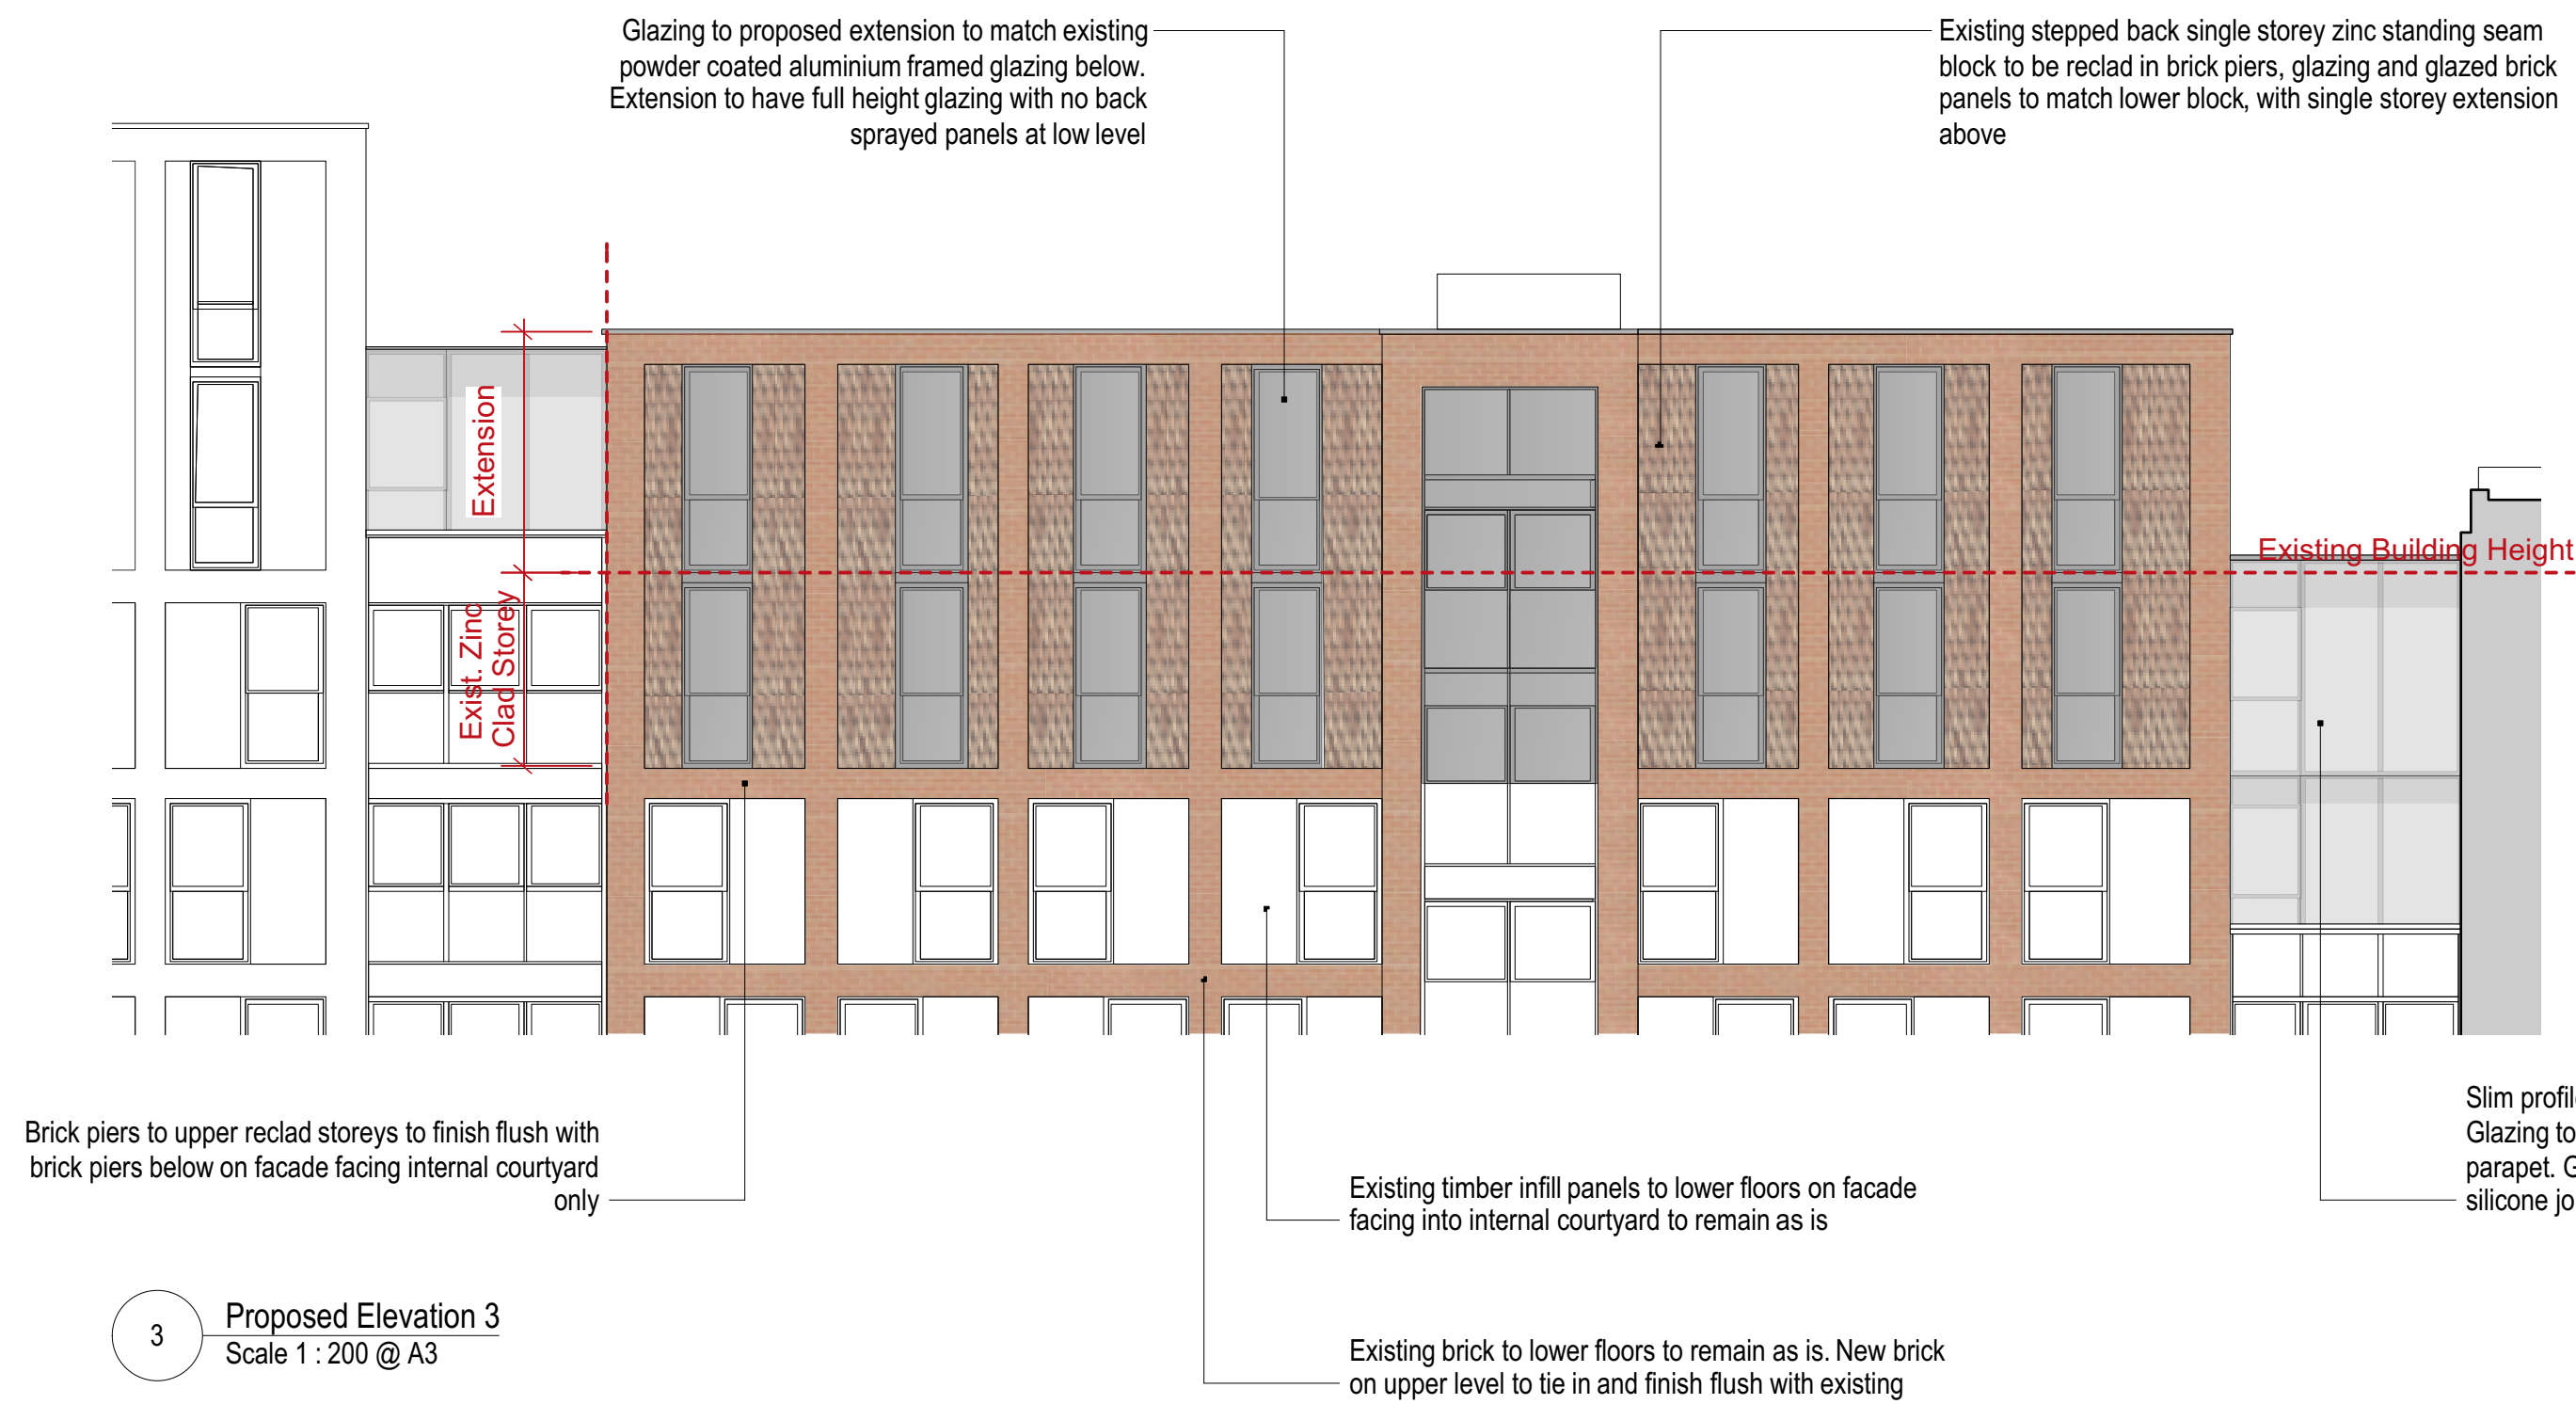 Glazing to proposed extension to match existing
powder coated aluminium framed glazing below.
Extension to have full height glazing with no back
sprayed panels at low level
Existing stepped back single storey zinc standing seam
block to be reclad in brick piers, glazing and glazed brick
panels to match lower block, with single storey extension
above
Extension
Existing Building Height
Exist. Zinc
Clad Storey
Brick piers to upper reclad storeys to finish flush with
brick piers below on facade facing internal courtyard
only
Slim profil
Glazing to
parapet. G
silicone jo
Existing timber infill panels to lower floors on facade
facing into internal courtyard to remain as is
3
Proposed Elevation 3
Scale 1 : 200 @ A3
Existing brick to lower floors to remain as is. New brick
on upper level to tie in and finish flush with existing